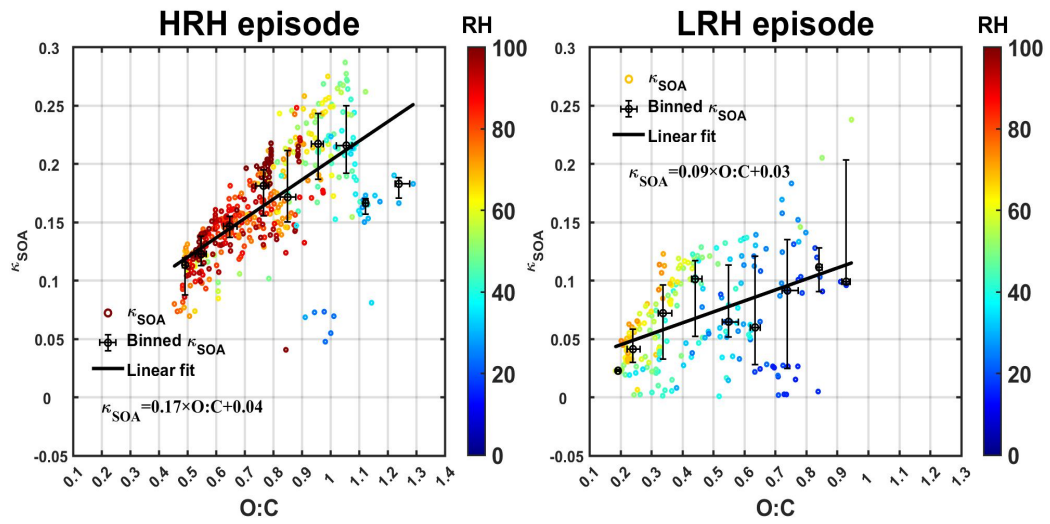 HRH episode
RH
0.3
0.25
0.2
0.15
0.1
0.05
0
-0.05
κSOA
κSOA
Binned κSOA
Linear fit
κSOA=0.17×O:C+0.04
0.1 0.2 0.3 0.4 0.5 0.6 0.7 0.8 0.9 1 1.1 1.2 1.3 1.4
O:C
100
80
60
40
20
0
LRH episode
RH
0.3
0.25
0.2
0.15
0.1
0.05
0
-0.05
κSOA
κSOA
Binned κSOA
Linear fit
κSOA=0.09×O:C+0.03
0.1 0.2 0.3 0.4 0.5 0.6 0.7 0.8 0.9 1 1.1 1.2 1.3
O:C
100
80
60
40
20
0